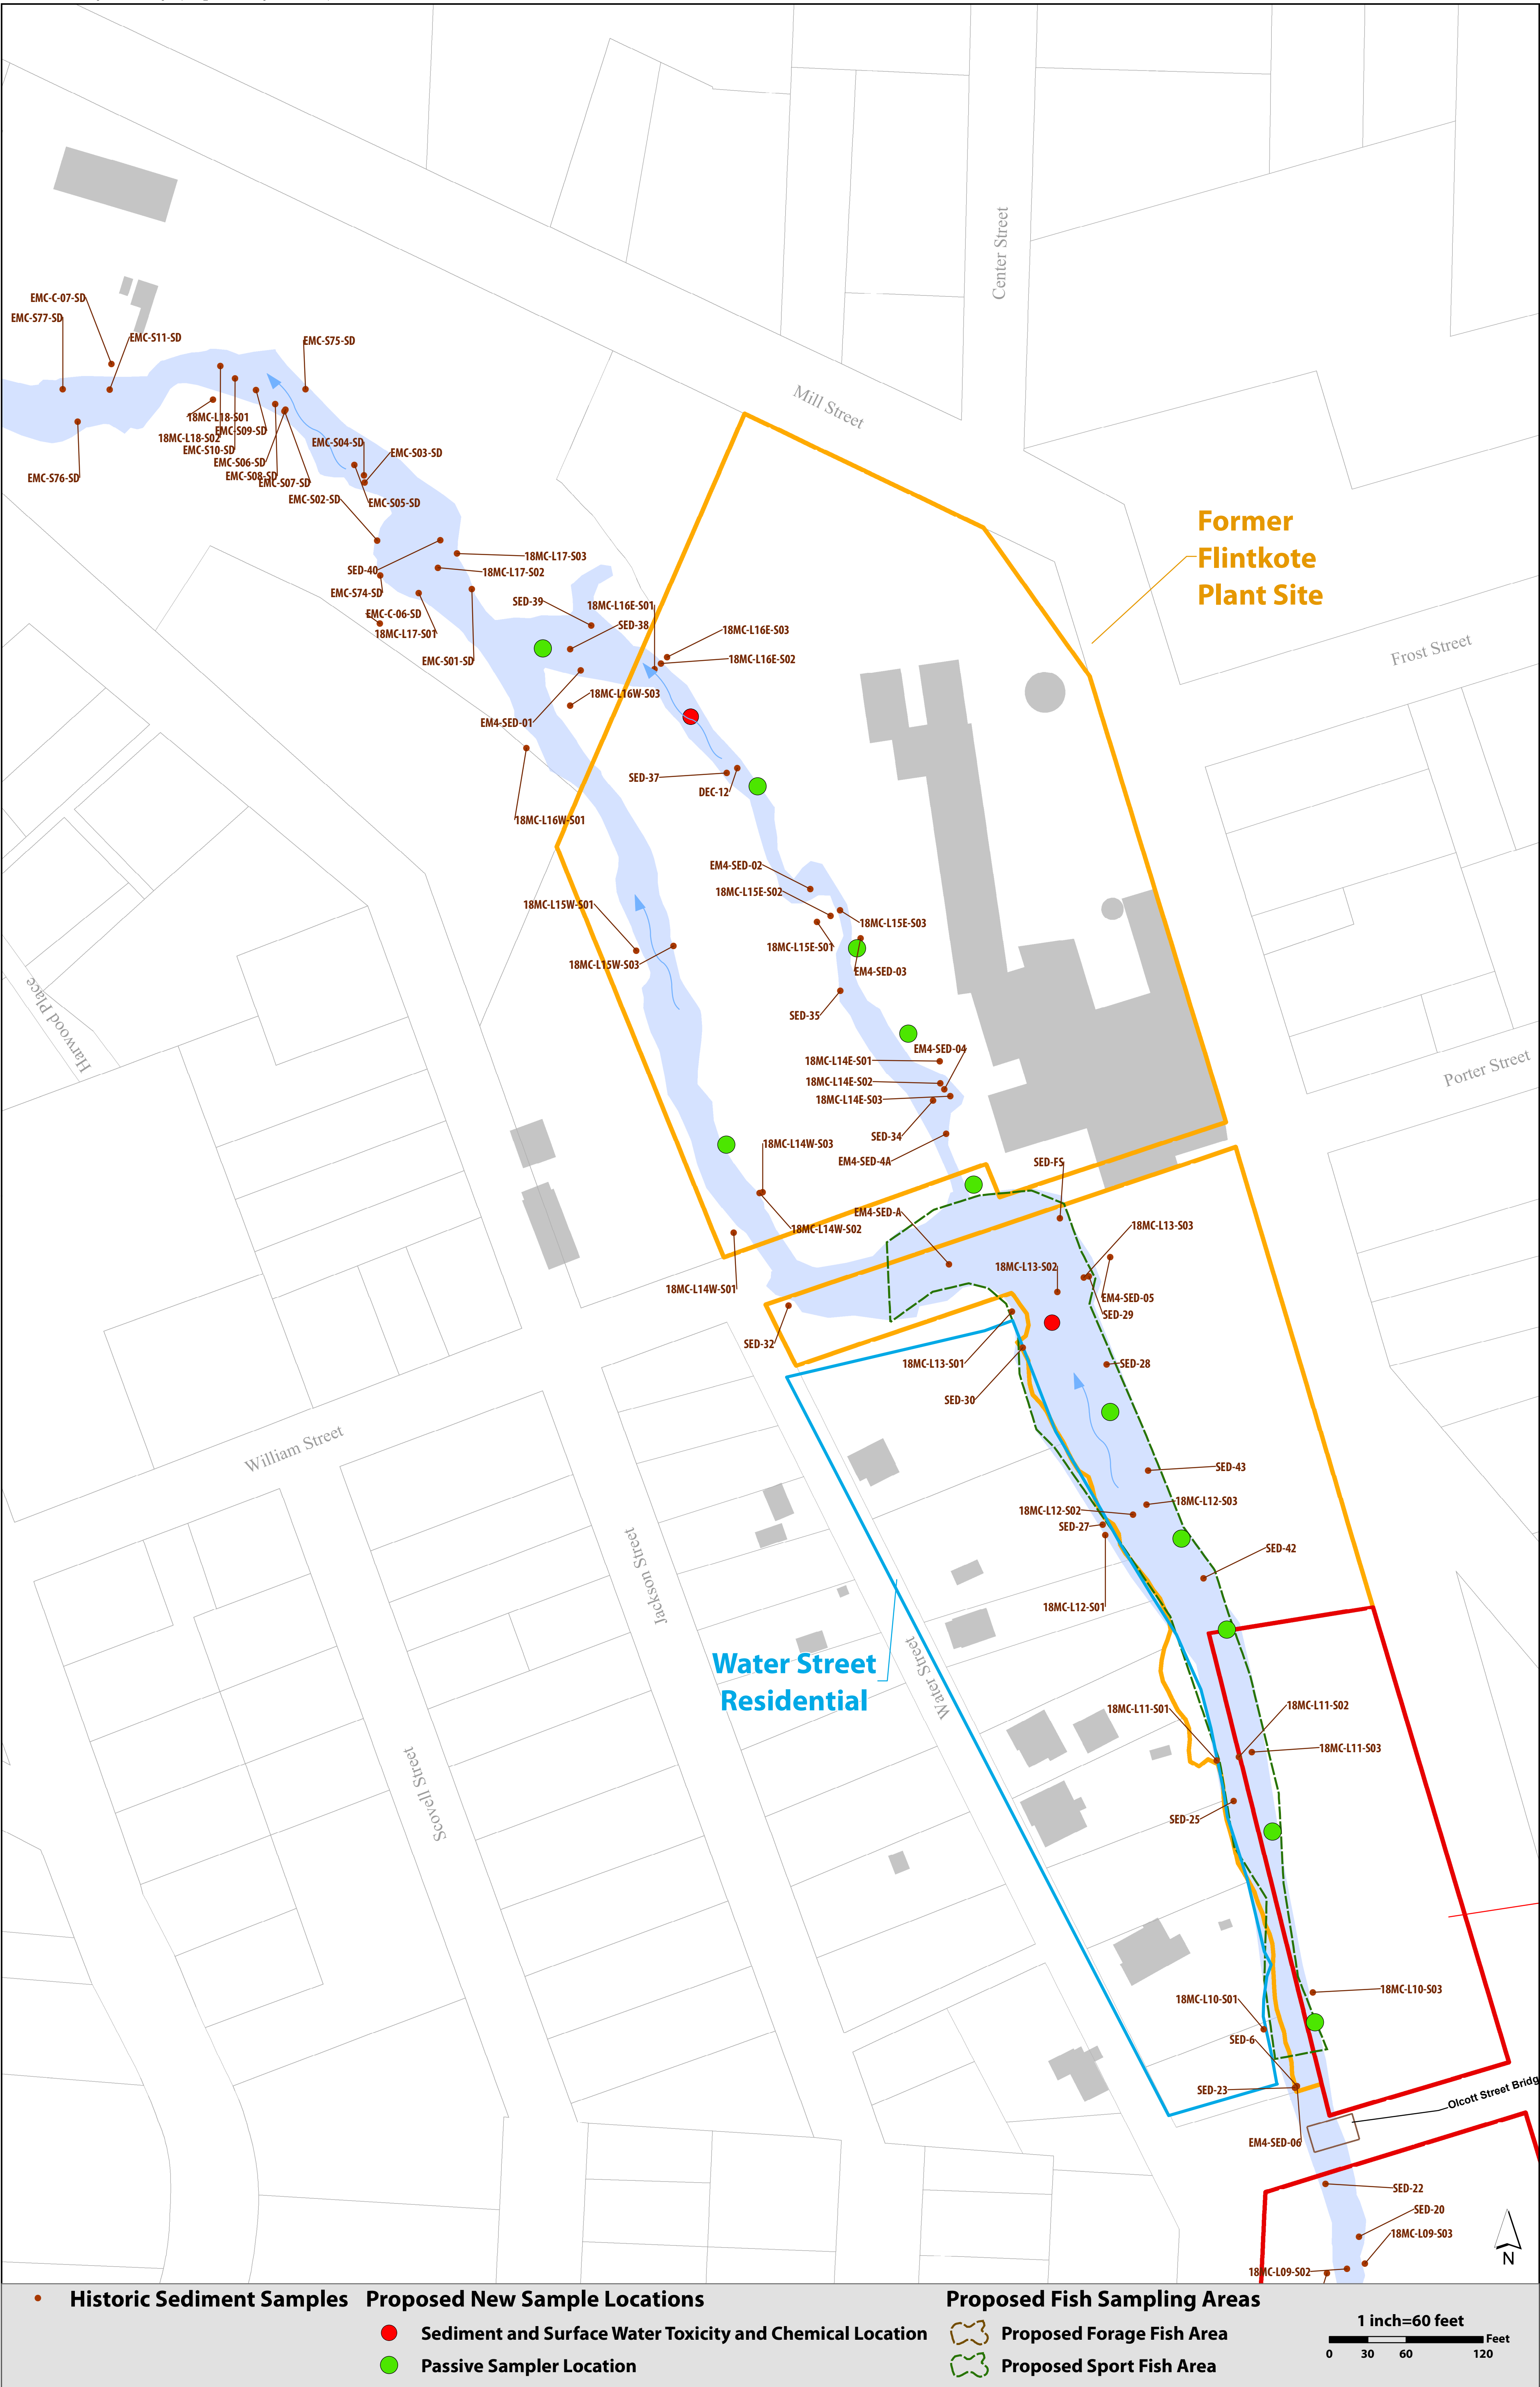 EMC-C-07-SD
EMC-S77-SD
EMC-S11-SD
EMC-S75-SD
18MC-L18-S01
EMC-S09-SD
18MC-L18-S02
EMC-S10-SD
EMC-S04-SD
EMC-S03-SD
EMC-S06-SD
EMC-S08-SD
EMC-S07-SD
EMC-S76-SD
EMC-S02-SD
EMC-S05-SD
Center Street
Mill Street
Former
Flintkote
Plant Site
18MC-L17-S03
SED-40
18MC-L17-S02
EMC-S74-SD
SED-39
18MC-L16E-S01
EMC-C-06-SD
SED-38
18MC-L17-S01
18MC-L16E-S03
EMC-S01-SD
18MC-L16E-S02
Frost Street
18MC-L16W-S03
EM4-SED-01
SED-37
DEC-12
18MC-L16W-S01
EM4-SED-02
18MC-L15E-S02
18MC-L15W-S01
18MC-L15E-S03
18MC-L15E-S01
18MC-L15W-S03
EM4-SED-03
SED-35
Harwood Place
EM4-SED-04
18MC-L14E-S01
18MC-L14E-S02
Porter Street
18MC-L14E-S03
SED-34
18MC-L14W-S03
EM4-SED-4A
SED-FS
EM4-SED-A
18MC-L14W-S02
18MC-L13-S03
18MC-L13-S02
18MC-L14W-S01
EM4-SED-05
SED-29
SED-32
18MC-L13-S01
SED-28
SED-30
William Street
SED-43
18MC-L12-S03
18MC-L12-S02
SED-27
SED-42
Jackson Street
18MC-L12-S01
Water Street
Residential
Water Street
18MC-L11-S02
18MC-L11-S01
18MC-L11-S03
Scovell Street
SED-25
18MC-L10-S03
18MC-L10-S01
SED-6
SED-23
Olcott Street Bridg
EM4-SED-06
SED-22
SED-20
18MC-L09-S03
18MC-L09-S02
N
Historic Sediment Samples
Proposed New Sample Locations
Sediment and Surface Water Toxicity and Chemical Location
Passive Sampler Location
Proposed Fish Sampling Areas
Proposed Forage Fish Area
Proposed Sport Fish Area
1 inch=60 feet
Feet
0 30 60 120